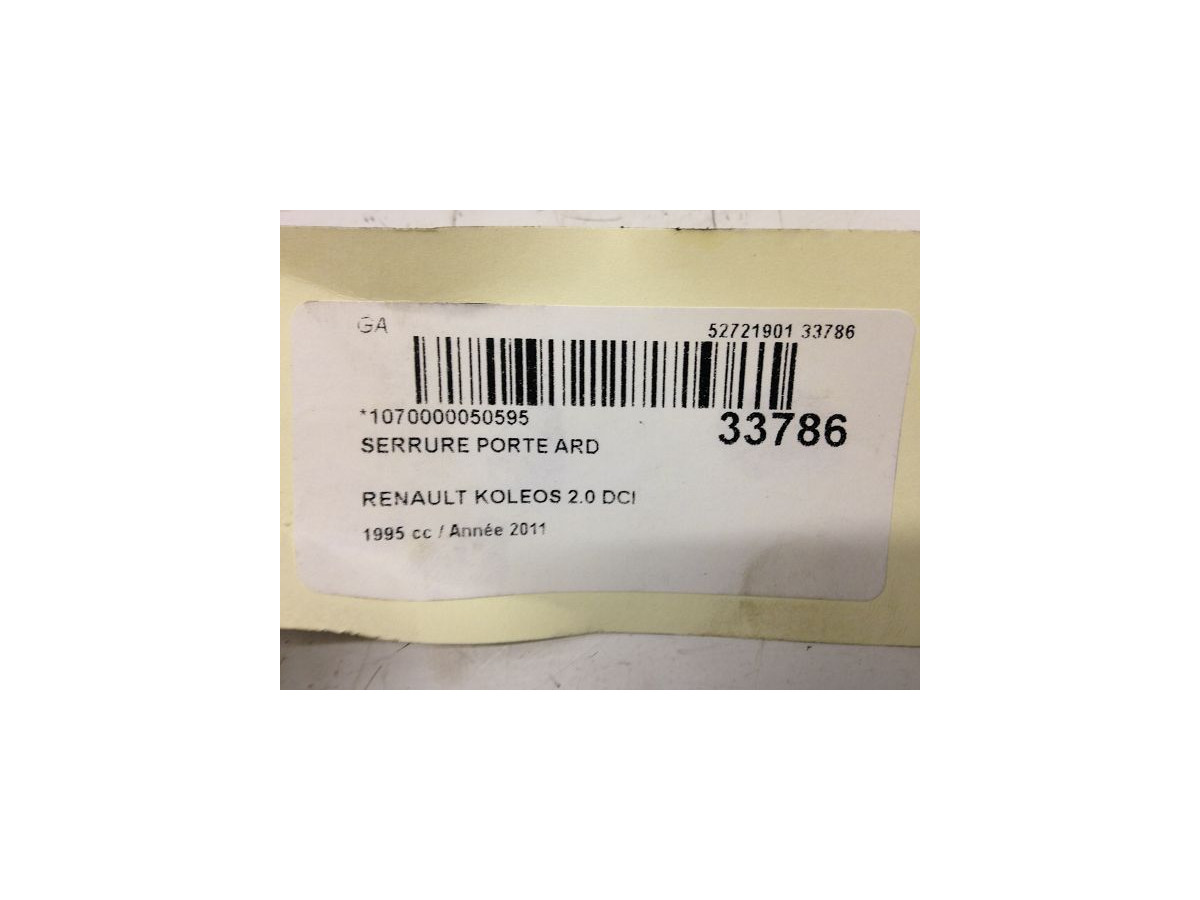 GA
52721901 33786
*1070000050595
33786
SERRURE PORTE ARD
RENAULT KOLEOS 2.0 DCI
1995 cc / Année 2011